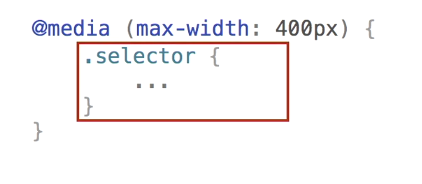 @media (max-width: 400px) {
.selector {
...
}
}